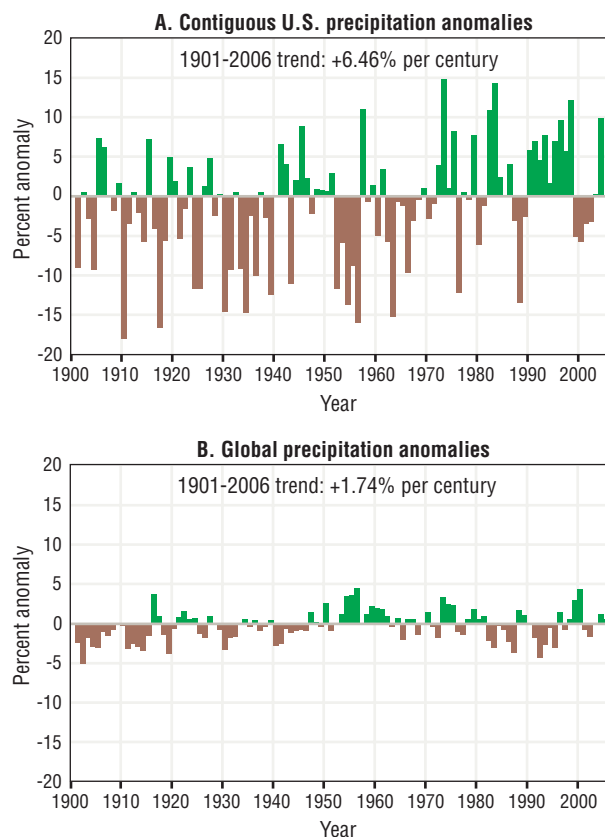 A. Contiguous U.S. precipitation anomalies
1901-2006 trend: +6.46% per century
Percent anomaly
20
15
10
5
0
-5
-10
-15
-20
1900 1910 1920 1930 1940 1950 1960 1970 1980 1990 2000
Year
B. Global precipitation anomalies
1901-2006 trend: +1.74% per century
Percent anomaly
20
15
10
5
0
-5
-10
-15
-20
1900 1910 1920 1930 1940 1950 1960 1970 1980 1990 2000
Year